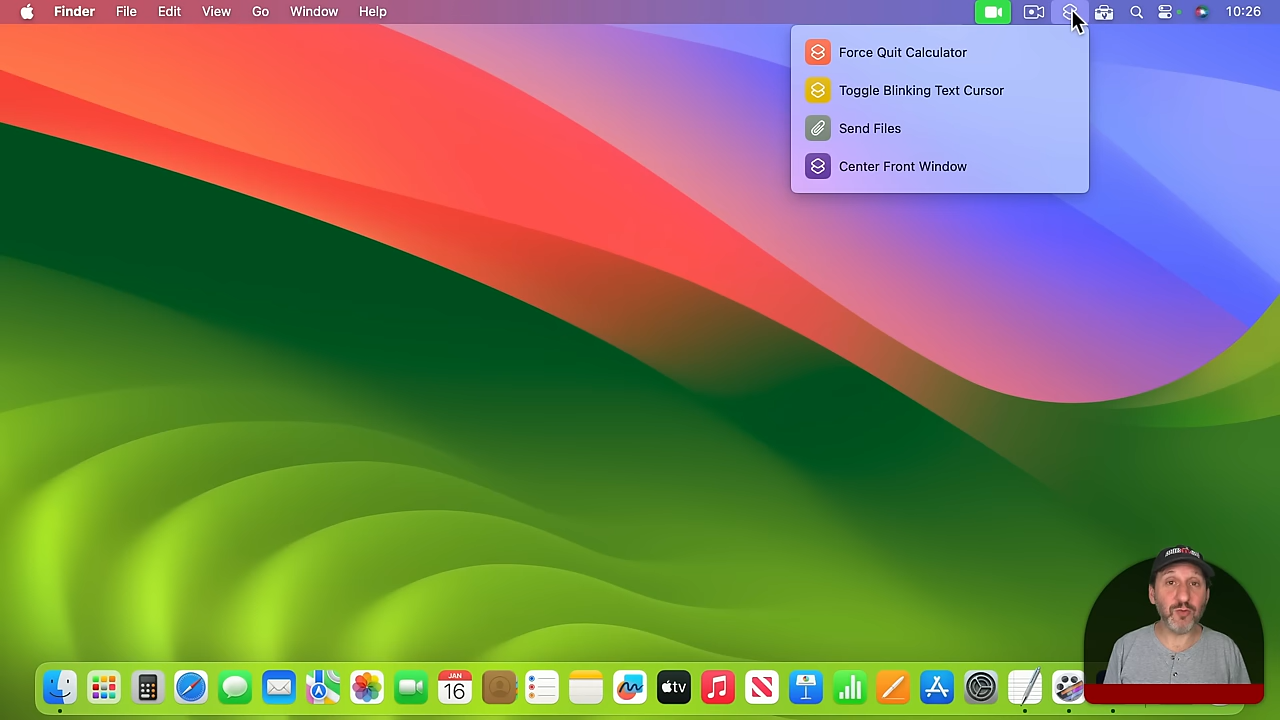 Finder File Edit View Go Window Help 10:26
Force Quit Calculator
Toggle Blinking Text Cursor
Send Files
Center Front Window
JAN
16
tv